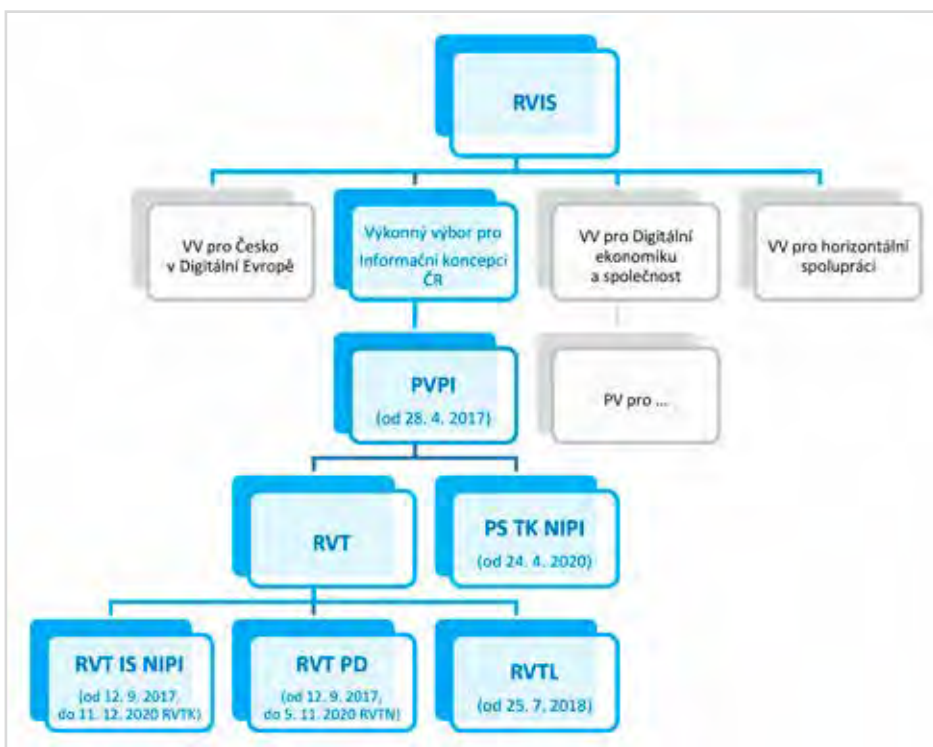 RVIS
VV pro Česko
v Digitální Evropě
Výkonný výbor pro
Informační koncepci
ČR
VV pro Digitální
ekonomiku
a společnost
VV pro horizontální
spolupráci
PVPI
(od 28. 4. 2017)
PV pro ...
RVT
PS TK NIPI
(od 24. 4. 2020)
RVT IS NIPI
(od 12. 9. 2017,
do 11. 12. 2020 RVTK)
RVT PD
(od 12. 9. 2017,
do 5. 11. 2020 RVTN)
RVTL
(od 25. 7. 2018)